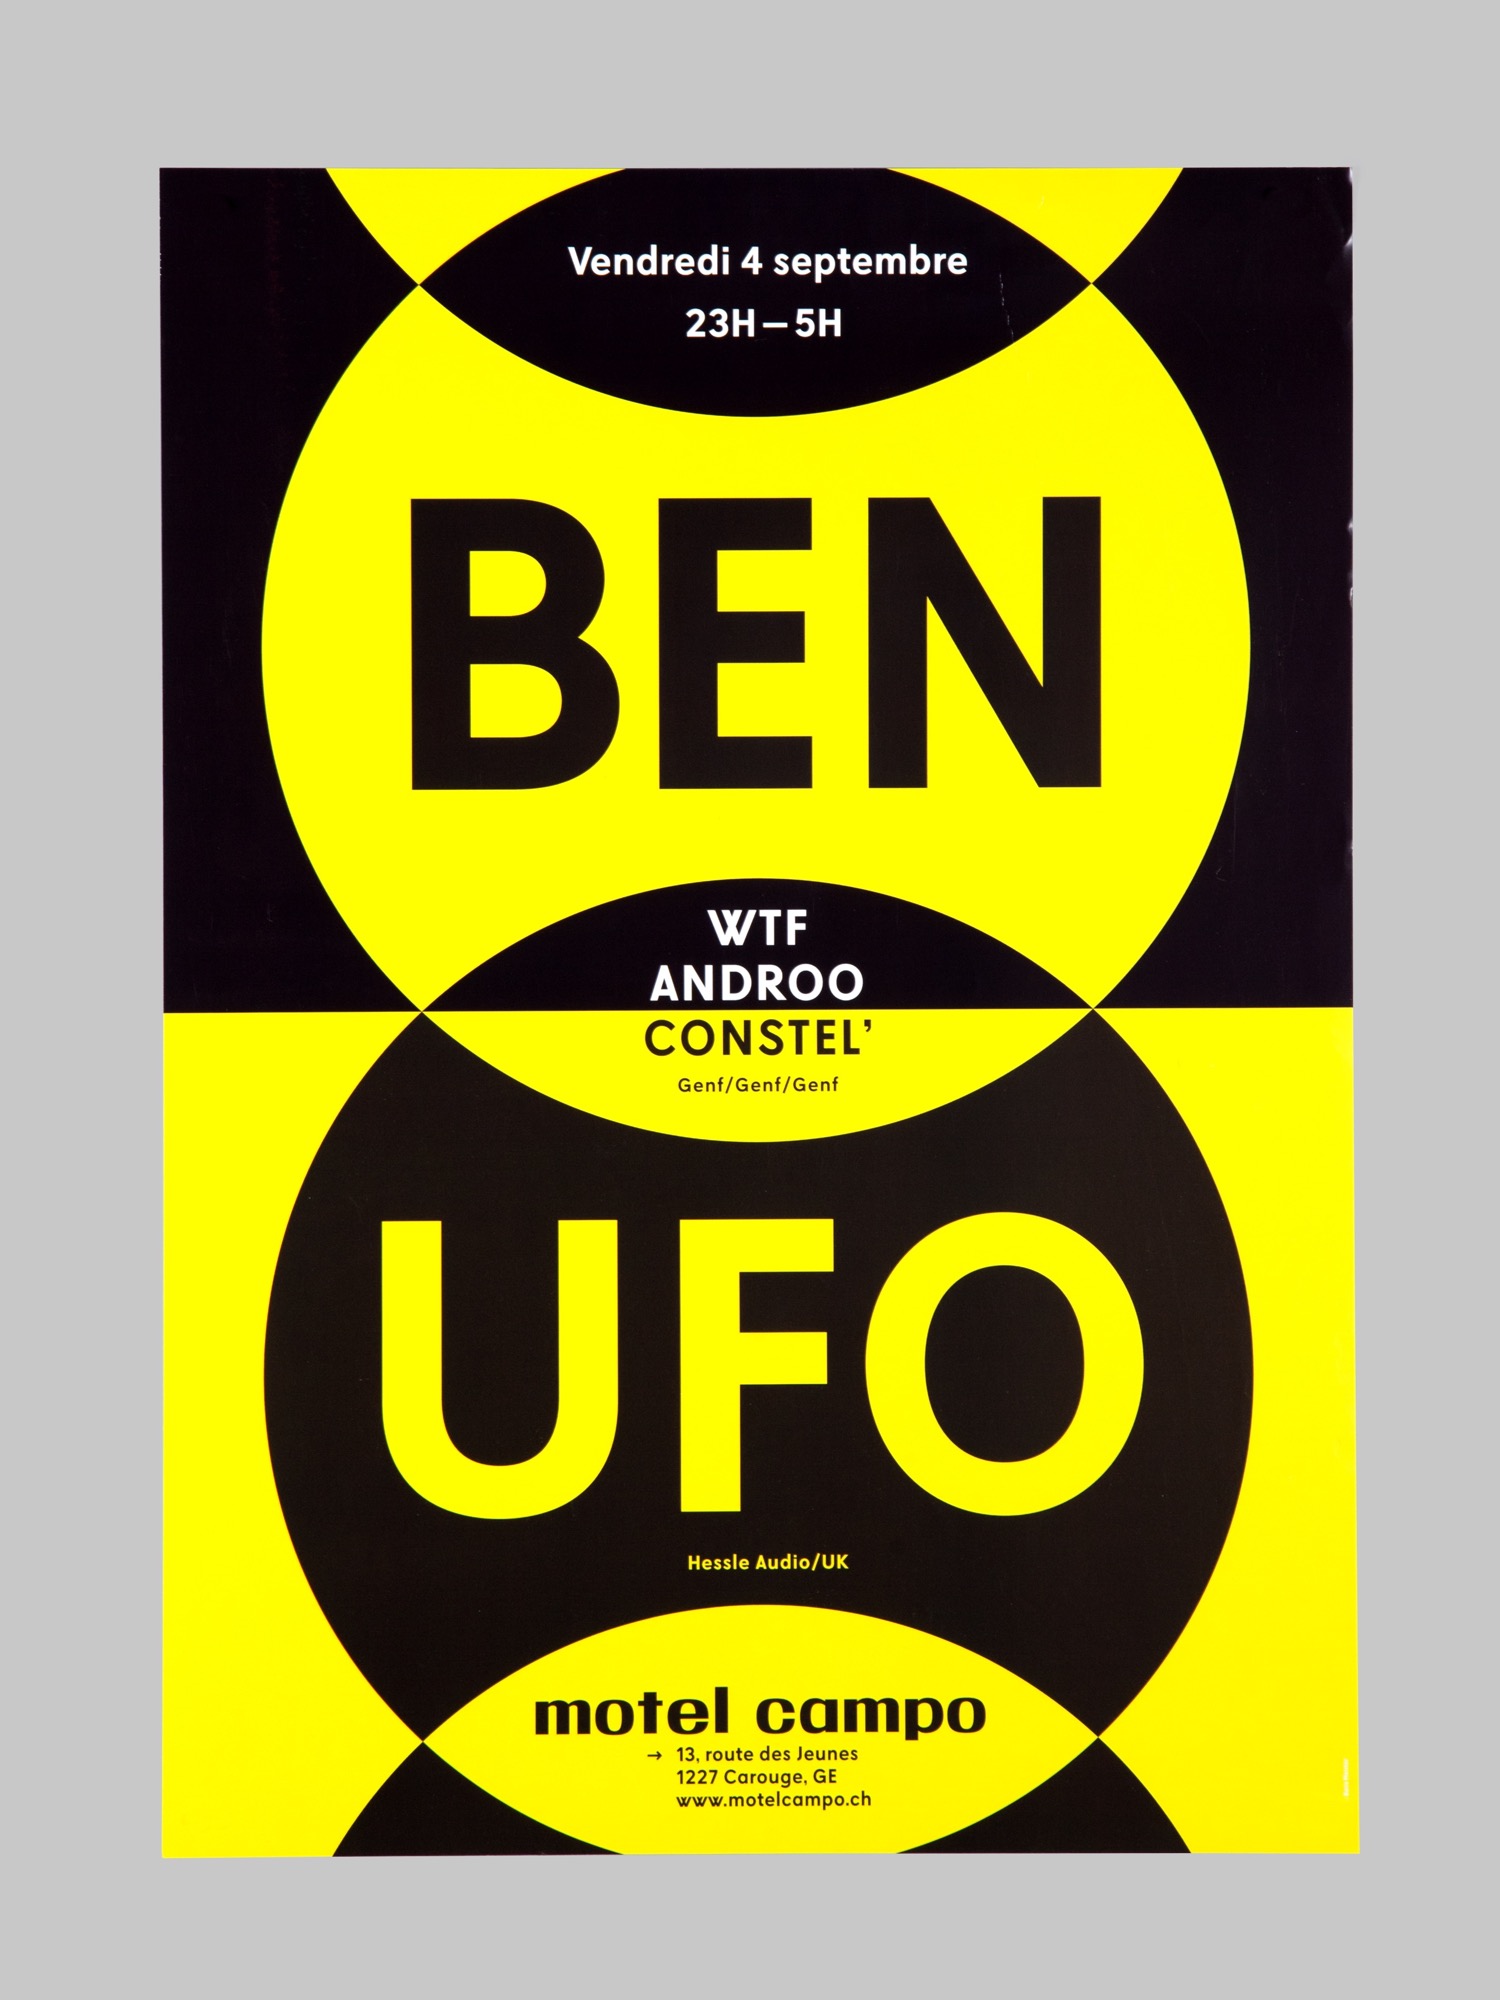 Vendredi 4 septembre
23H – 5H
BEN
WTF
ANDROO
CONSTEL’
Genf/Genf/Genf
UFO
Hessle Audio/UK
motel campo
→ 13, route des Jeunes
1227 Carouge, GE
www.motelcampo.ch